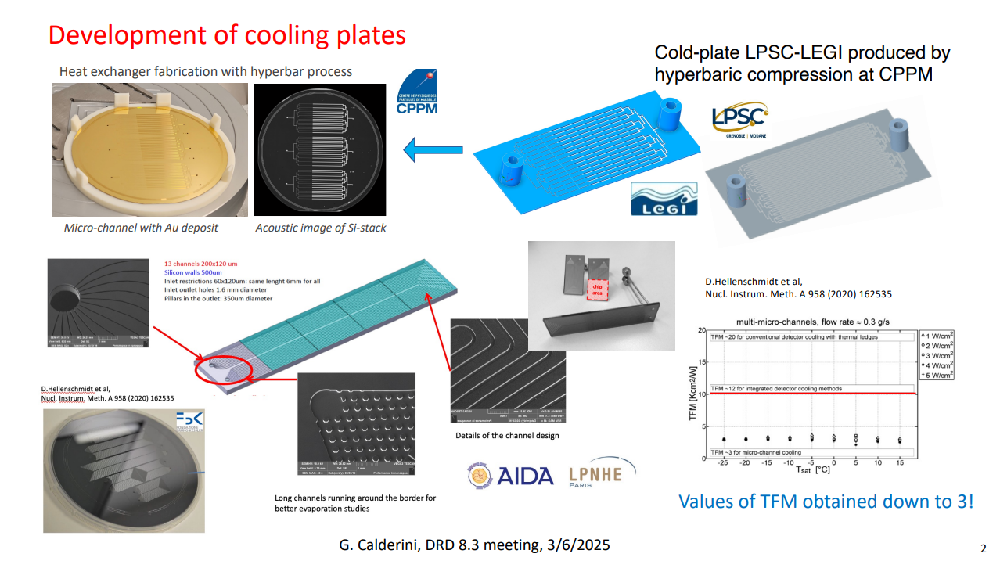 Development of cooling plates
Heat exchanger fabrication with hyperbar process
CENTRE DE PHYSIQUE DES
PARTICULES DE MARSEILLE
CPPM
Cold-plate LPSC-LEGI produced by
hyperbaric compression at CPPM
LPSC
GRENOBLE | MODANE
LEGI
Micro-channel with Au deposit
Acoustic image of Si-stack
13 channels 200x120 um
Silicon walls 500um
Inlet restrictions 60x120um: same lenght 6mm for all
Inlet outlet holes 1.6 mm diameter
Pillars in the outlet: 350um diameter
chip
area
D.Hellenschmidt et al,
Nucl. Instrum. Meth. A 958 (2020) 162535
multi-micro-channels, flow rate ≈ 0.3 g/s
TFM [Kcm2/W]
20
15
10
5
0
TFM ~20 for conventional detector cooling with thermal ledges
TFM ~12 for integrated detector cooling methods
TFM ~3 for micro-channel cooling
1 W/cm2
2 W/cm2
3 W/cm2
4 W/cm2
5 W/cm2
-25 -20 -15 -10 -5 0 5 10 15
Tsat [°C]
D.Hellenschmidt et al,
Nucl. Instrum. Meth. A 958 (2020) 162535
FBK
Details of the channel design
AIDA
LPNHE
PARIS
Long channels running around the border for
better evaporation studies
Values of TFM obtained down to 3!
G. Calderini, DRD 8.3 meeting, 3/6/2025
2